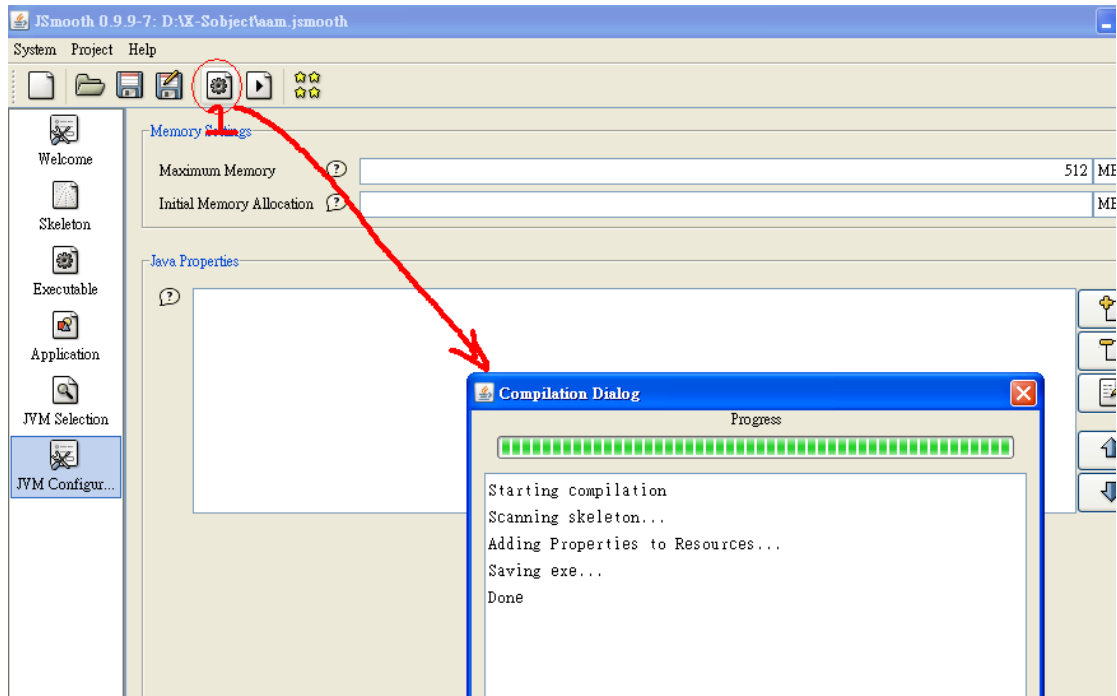 JSmooth 0.9.9-7: D:\X-Sobject\aam.jsmooth
System Project Help
Welcome
Skeleton
Executable
Application
JVM Selection
JVM Configur...
Memory Settings
Maximum Memory ? 512
Initial Memory Allocation ?
Java Properties
?
1
Compilation Dialog
Progress
Starting compilation
Scanning skeleton...
Adding Properties to Resources...
Saving exe...
Done